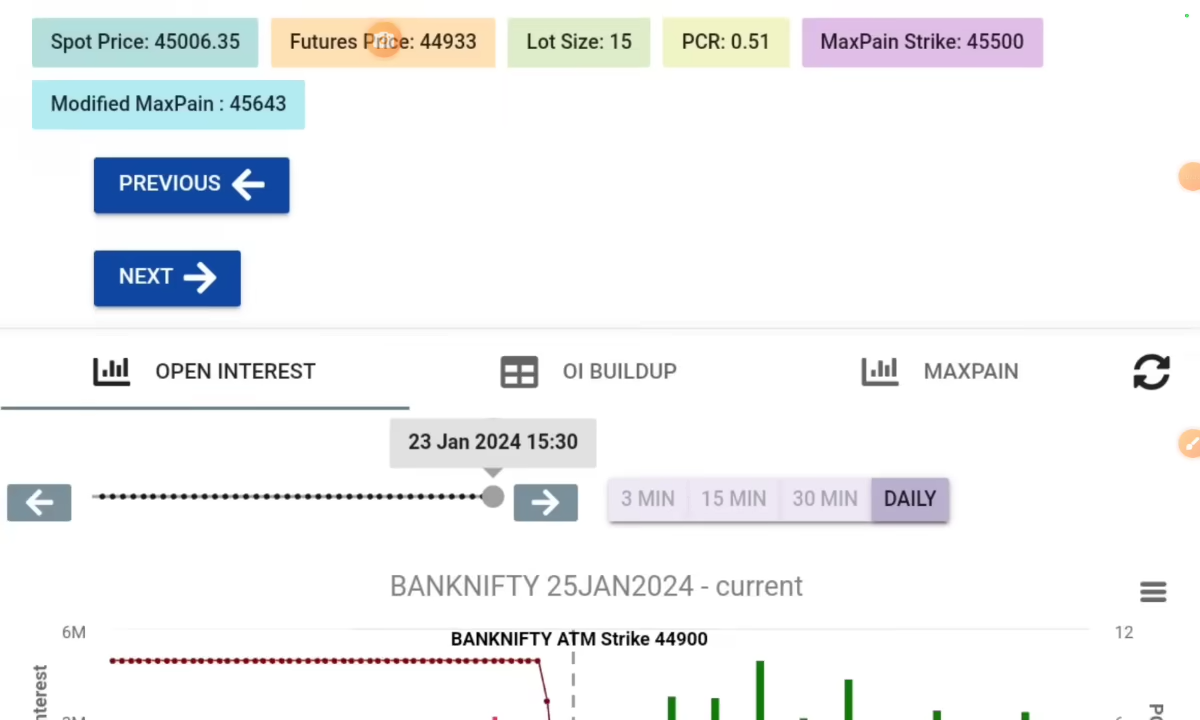 Spot Price: 45006.35 Futures Price: 44933 Lot Size: 15 PCR: 0.51 MaxPain Strike: 45500
Modified MaxPain : 45643
PREVIOUS
NEXT
OPEN INTEREST OI BUILDUP MAXPAIN
23 Jan 2024 15:30
3 MIN 15 MIN 30 MIN DAILY
BANKNIFTY 25JAN2024 - current
6M 12
BANKNIFTY ATM Strike 44900